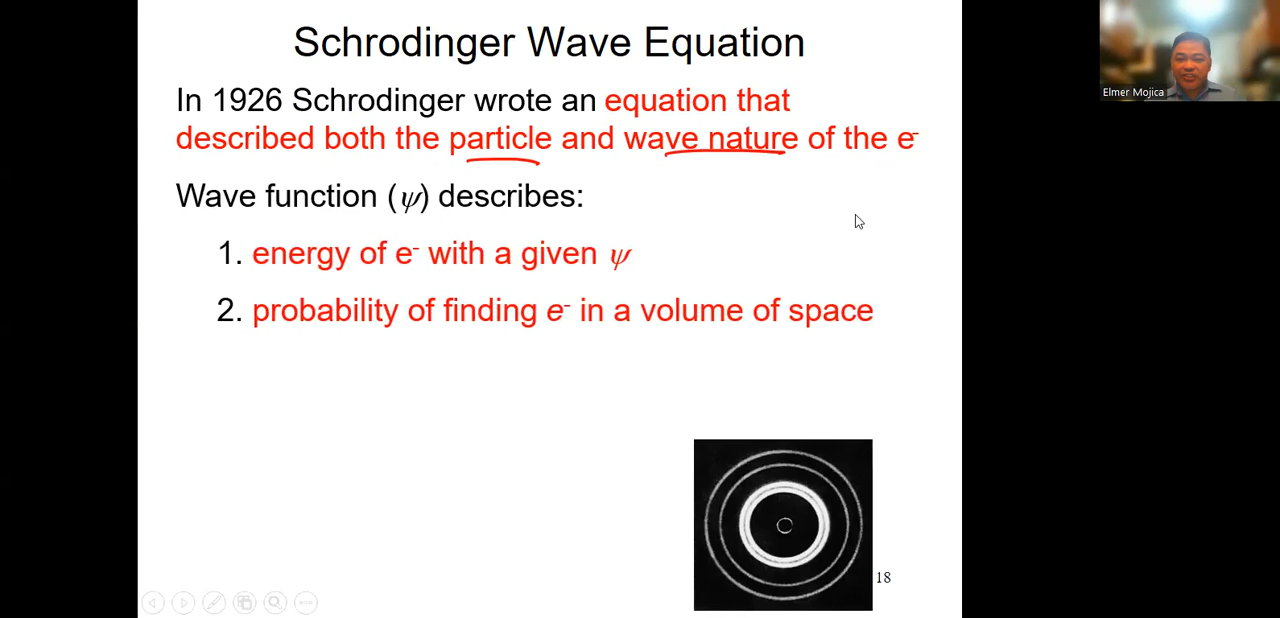 Schrodinger Wave Equation
Elmer Mojica
In 1926 Schrodinger wrote an equation that
described both the particle and wave nature of the e⁻
Wave function (ψ) describes:
1. energy of e⁻ with a given ψ
2. probability of finding e⁻ in a volume of space
18